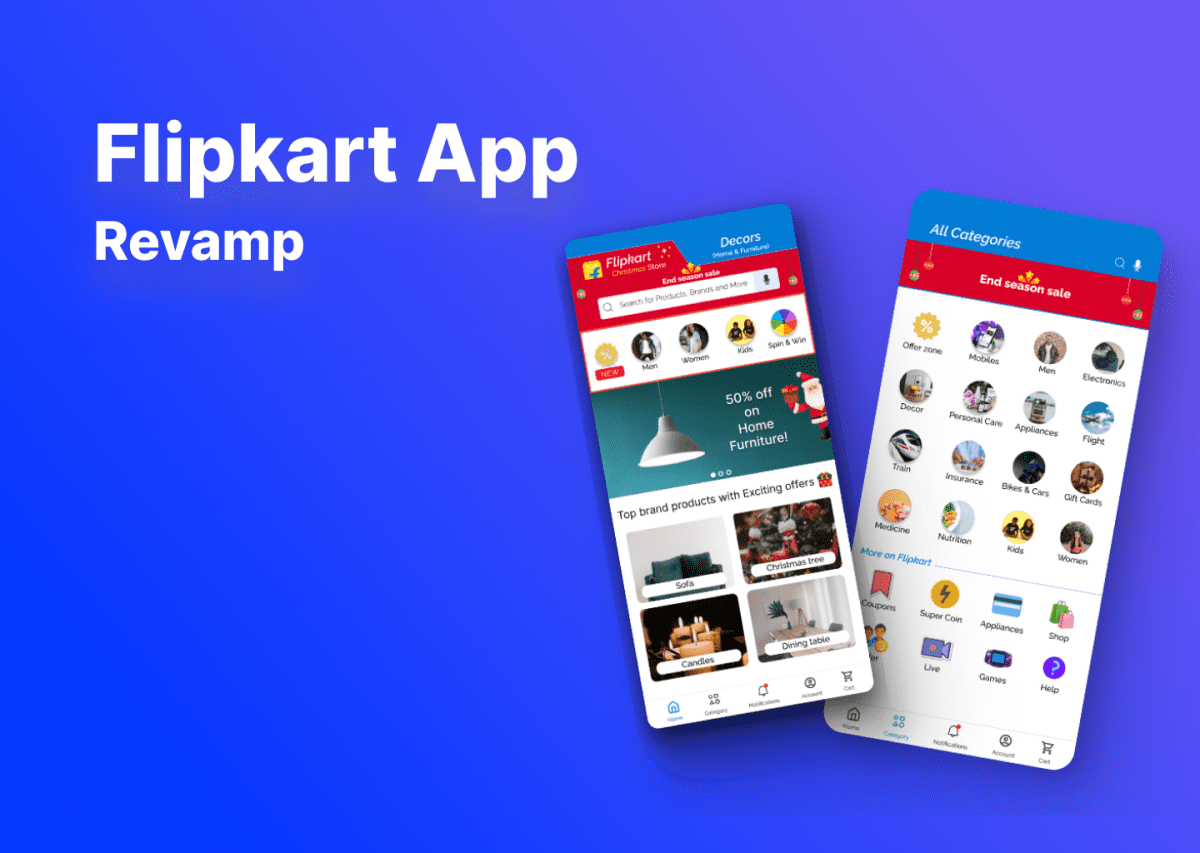 Flipkart App
Revamp
Flipkart
Christmas Store
Decors
(Home & Furniture)
End season sale
Search for Products, Brands and More
NEW
Men
Women
Kids
Spin & Win
50% off
on
Home
Furniture!
Top brand products with Exciting offers
Sofa
Christmas tree
Candles
Dining table
Home
Category
Notifications
Account
Cart
All Categories
End season sale
Offer zone
Mobiles
Men
Electronics
Decor
Personal Care
Appliances
Flight
Train
Insurance
Bikes & Cars
Gift Cards
Medicine
Nutrition
Kids
Women
More on Flipkart
Coupons
Super Coin
Appliances
Shop
Live
Games
Help
Home
Category
Notifications
Account
Cart